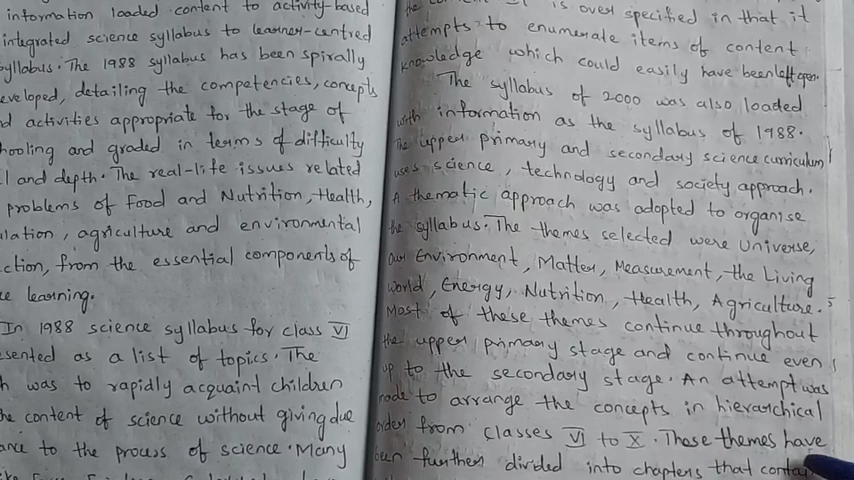 information loaded content to activity-based
integrated science syllabus to learner-centred
syllabus. The 1988 syllabus has been spirally
developed, detailing the competencies, concepts
activities appropriate for the stage of
hooling and graded in terms of difficulty
and depth. The real-life issues related
problems of Food and Nutrition, Health,
lation, agriculture and environmental
ction, from the essential components of
learning.
In 1988 science syllabus for class VI
esented as a list of topics. The
h was to rapidly acquaint children
he content of science without giving due
ance to the process of science. Many
is over specified in that it
attempts to enumerate items of content
knowledge which could easily have been left open.
The syllabus of 2000 was also loaded
with information as the syllabus of 1988.
The upper primary and secondary science curriculum
uses science, technology and society approach.
A thematic approach was adopted to organise
the syllabus. The themes selected were Universe,
our Environment, Matter, Measurement, the Living
world, Energy, Nutrition, Health, Agriculture.
Most of these themes continue throughout
the upper primary stage and continue even
up to the secondary stage. An attempt was
made to arrange the concepts in hierarchical
order from classes VI to X. These themes have
been further divided into chapters that